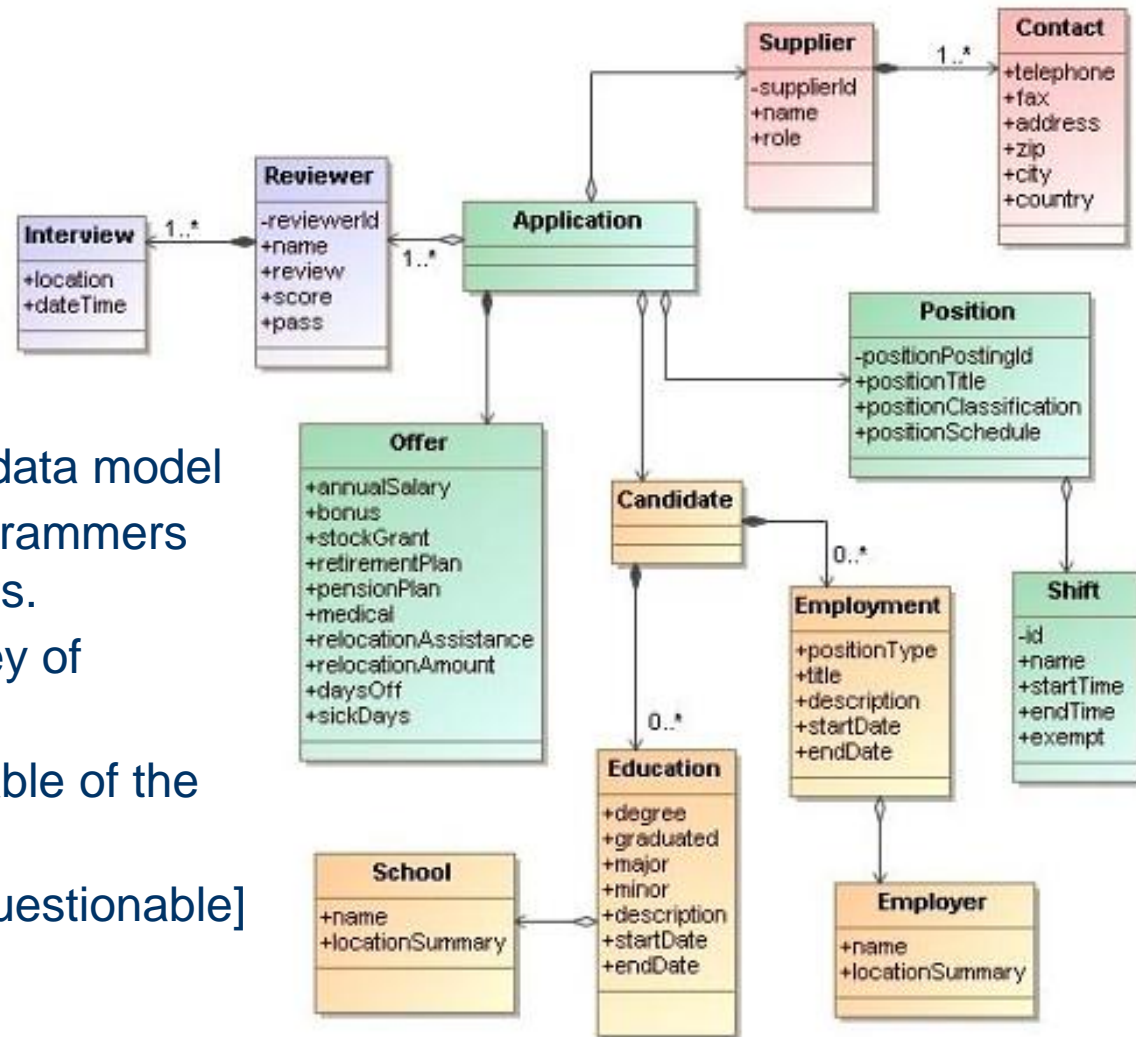 Supplier
-supplierId
+name
+role
1..*
Contact
+telephone
+fax
+address
+zip
+city
+country
Interview
+location
+dateTime
1..*
Reviewer
-reviewerId
+name
+review
+score
+pass
1..*
Application
Position
-positionPostingId
+positionTitle
+positionClassification
+positionSchedule
data model
rammers
s.
ey of
able of the
uestionable]
Offer
+annualSalary
+bonus
+stockGrant
+retirementPlan
+pensionPlan
+medical
+relocationAssistance
+relocationAmount
+daysOff
+sickDays
Candidate
0..*
0..*
Employment
+positionType
+title
+description
+startDate
+endDate
Shift
-id
+name
+startTime
+endTime
+exempt
Education
+degree
+graduated
+major
+minor
+description
+startDate
+endDate
School
+name
+locationSummary
Employer
+name
+locationSummary